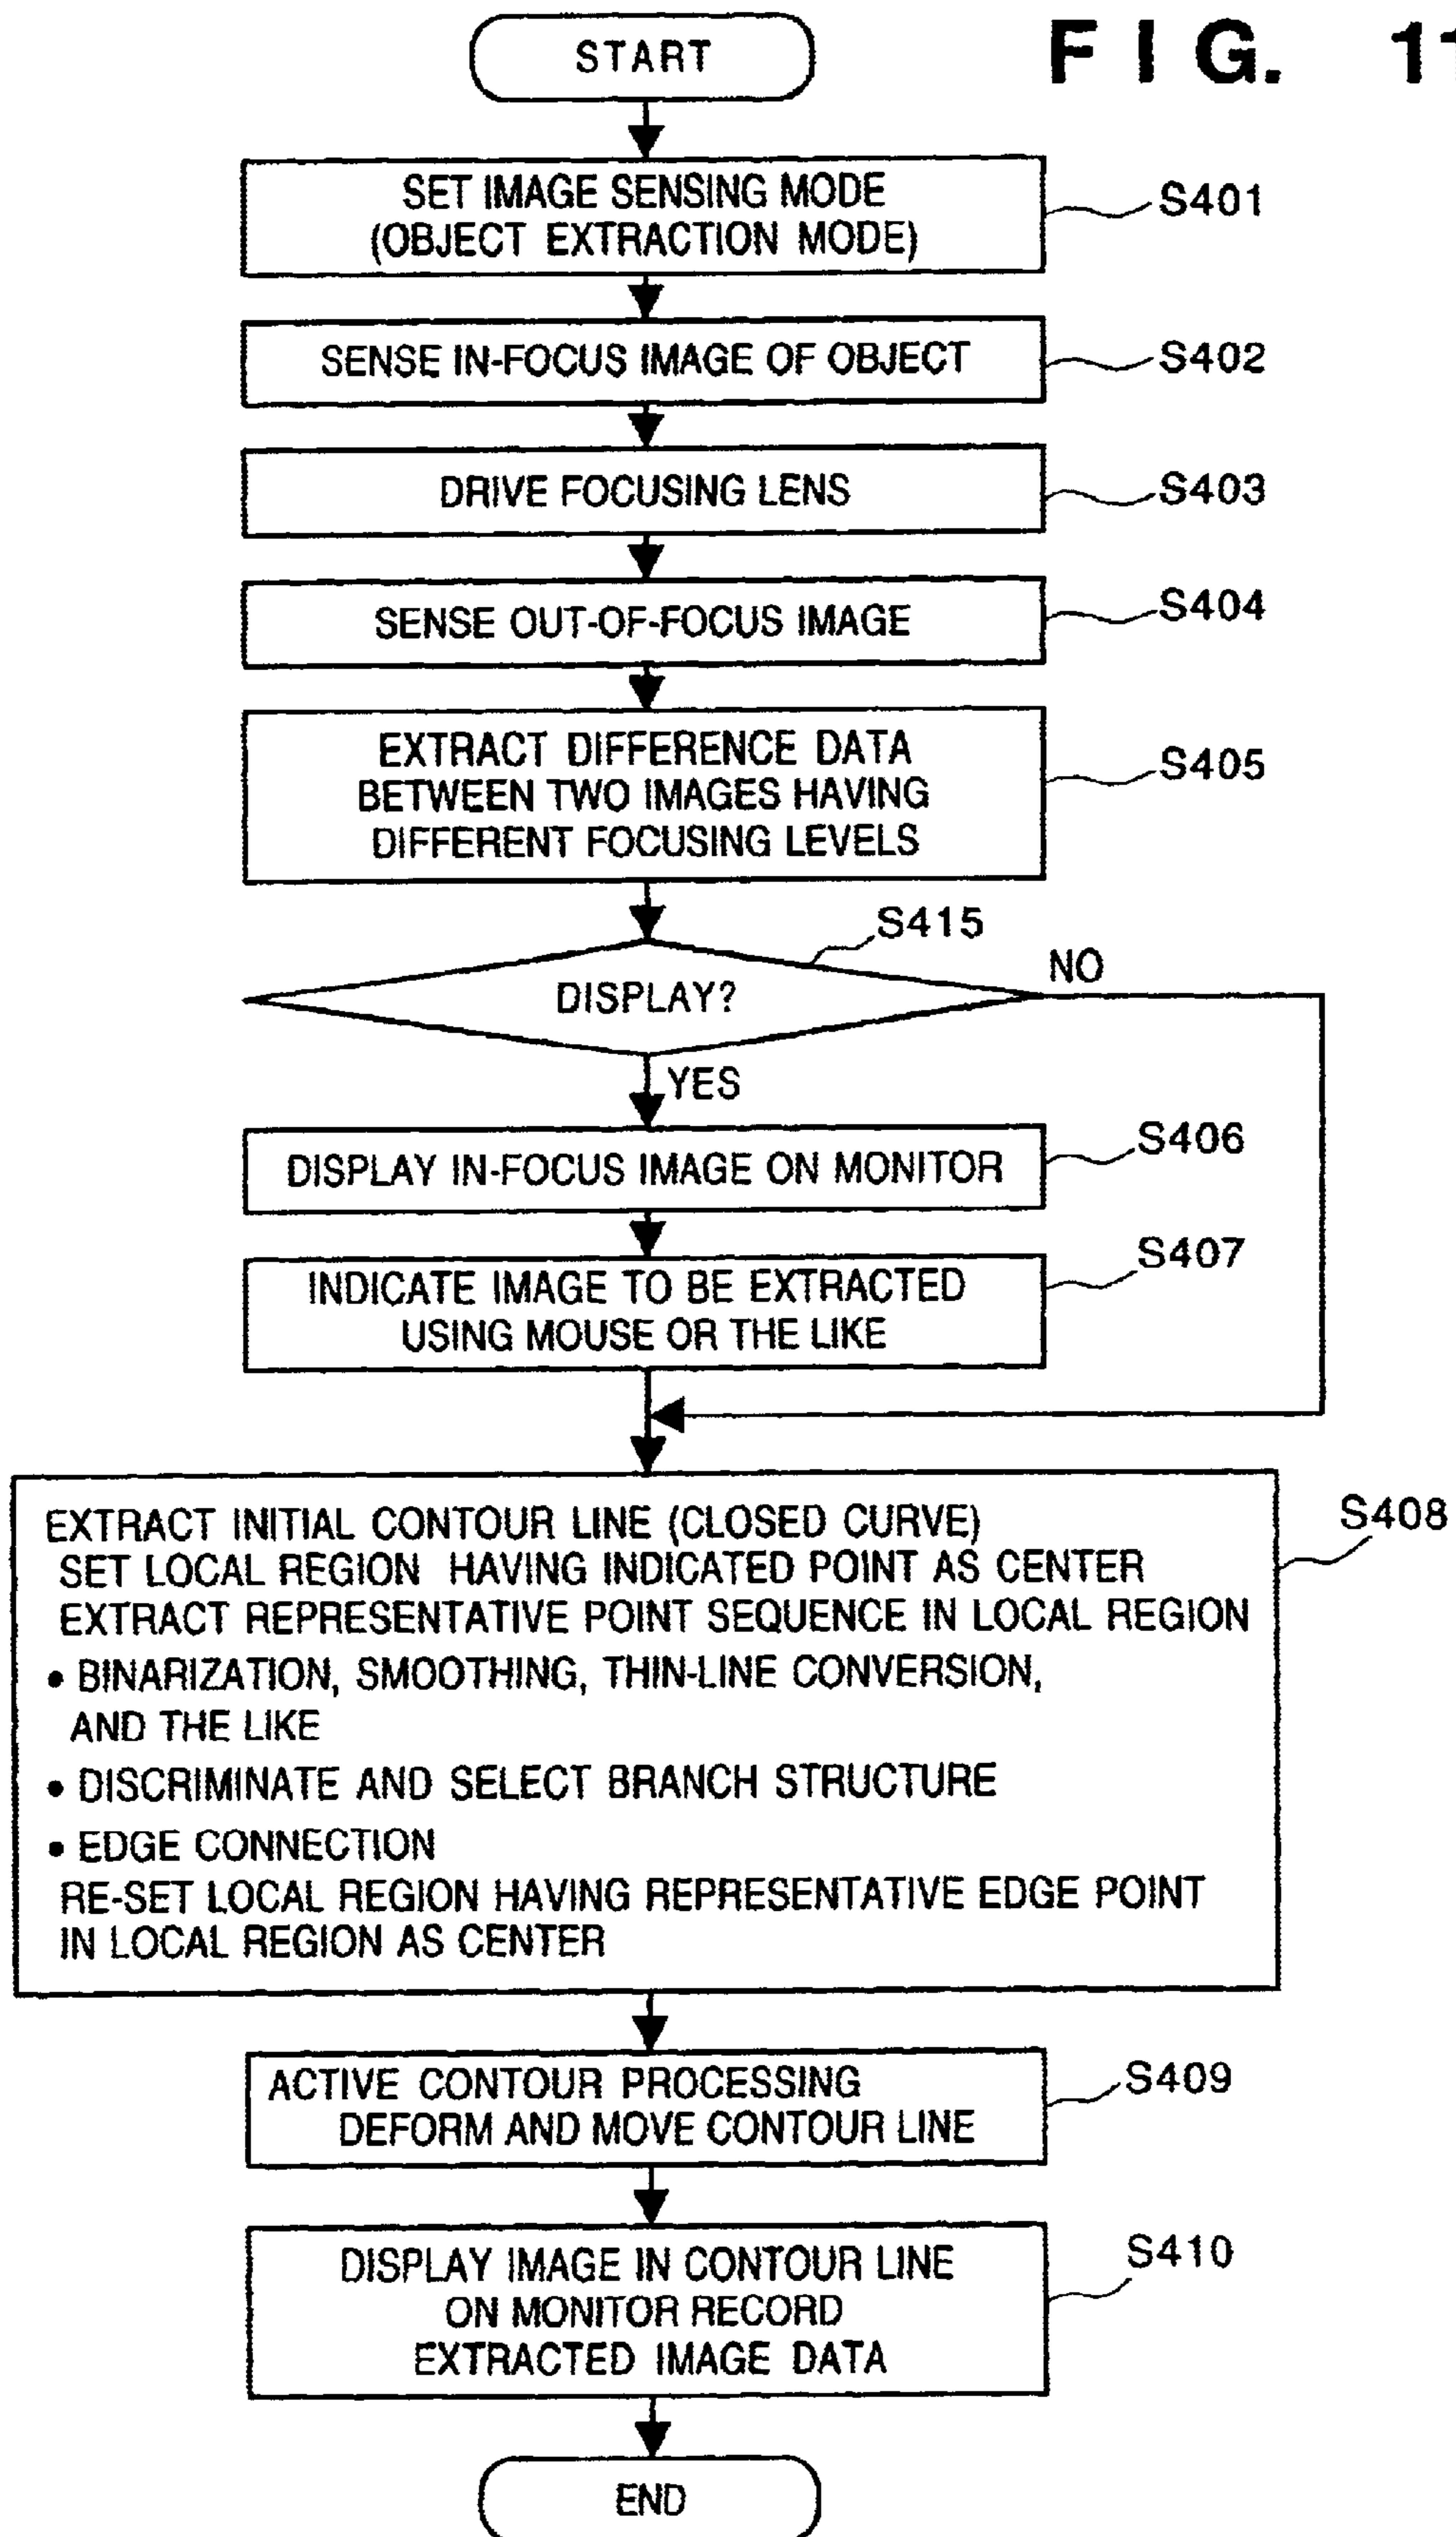 FIG. 11
START
SET IMAGE SENSING MODE
(OBJECT EXTRACTION MODE)
S401
SENSE IN-FOCUS IMAGE OF OBJECT
S402
DRIVE FOCUSING LENS
S403
SENSE OUT-OF-FOCUS IMAGE
S404
EXTRACT DIFFERENCE DATA
BETWEEN TWO IMAGES HAVING
DIFFERENT FOCUSING LEVELS
S405
S415
DISPLAY?
NO
YES
DISPLAY IN-FOCUS IMAGE ON MONITOR
S406
INDICATE IMAGE TO BE EXTRACTED
USING MOUSE OR THE LIKE
S407
EXTRACT INITIAL CONTOUR LINE (CLOSED CURVE)
SET LOCAL REGION HAVING INDICATED POINT AS CENTER
EXTRACT REPRESENTATIVE POINT SEQUENCE IN LOCAL REGION
• BINARIZATION, SMOOTHING, THIN-LINE CONVERSION,
AND THE LIKE
• DISCRIMINATE AND SELECT BRANCH STRUCTURE
• EDGE CONNECTION
RE-SET LOCAL REGION HAVING REPRESENTATIVE EDGE POINT
IN LOCAL REGION AS CENTER
S408
ACTIVE CONTOUR PROCESSING
DEFORM AND MOVE CONTOUR LINE
S409
DISPLAY IMAGE IN CONTOUR LINE
ON MONITOR RECORD
EXTRACTED IMAGE DATA
S410
END